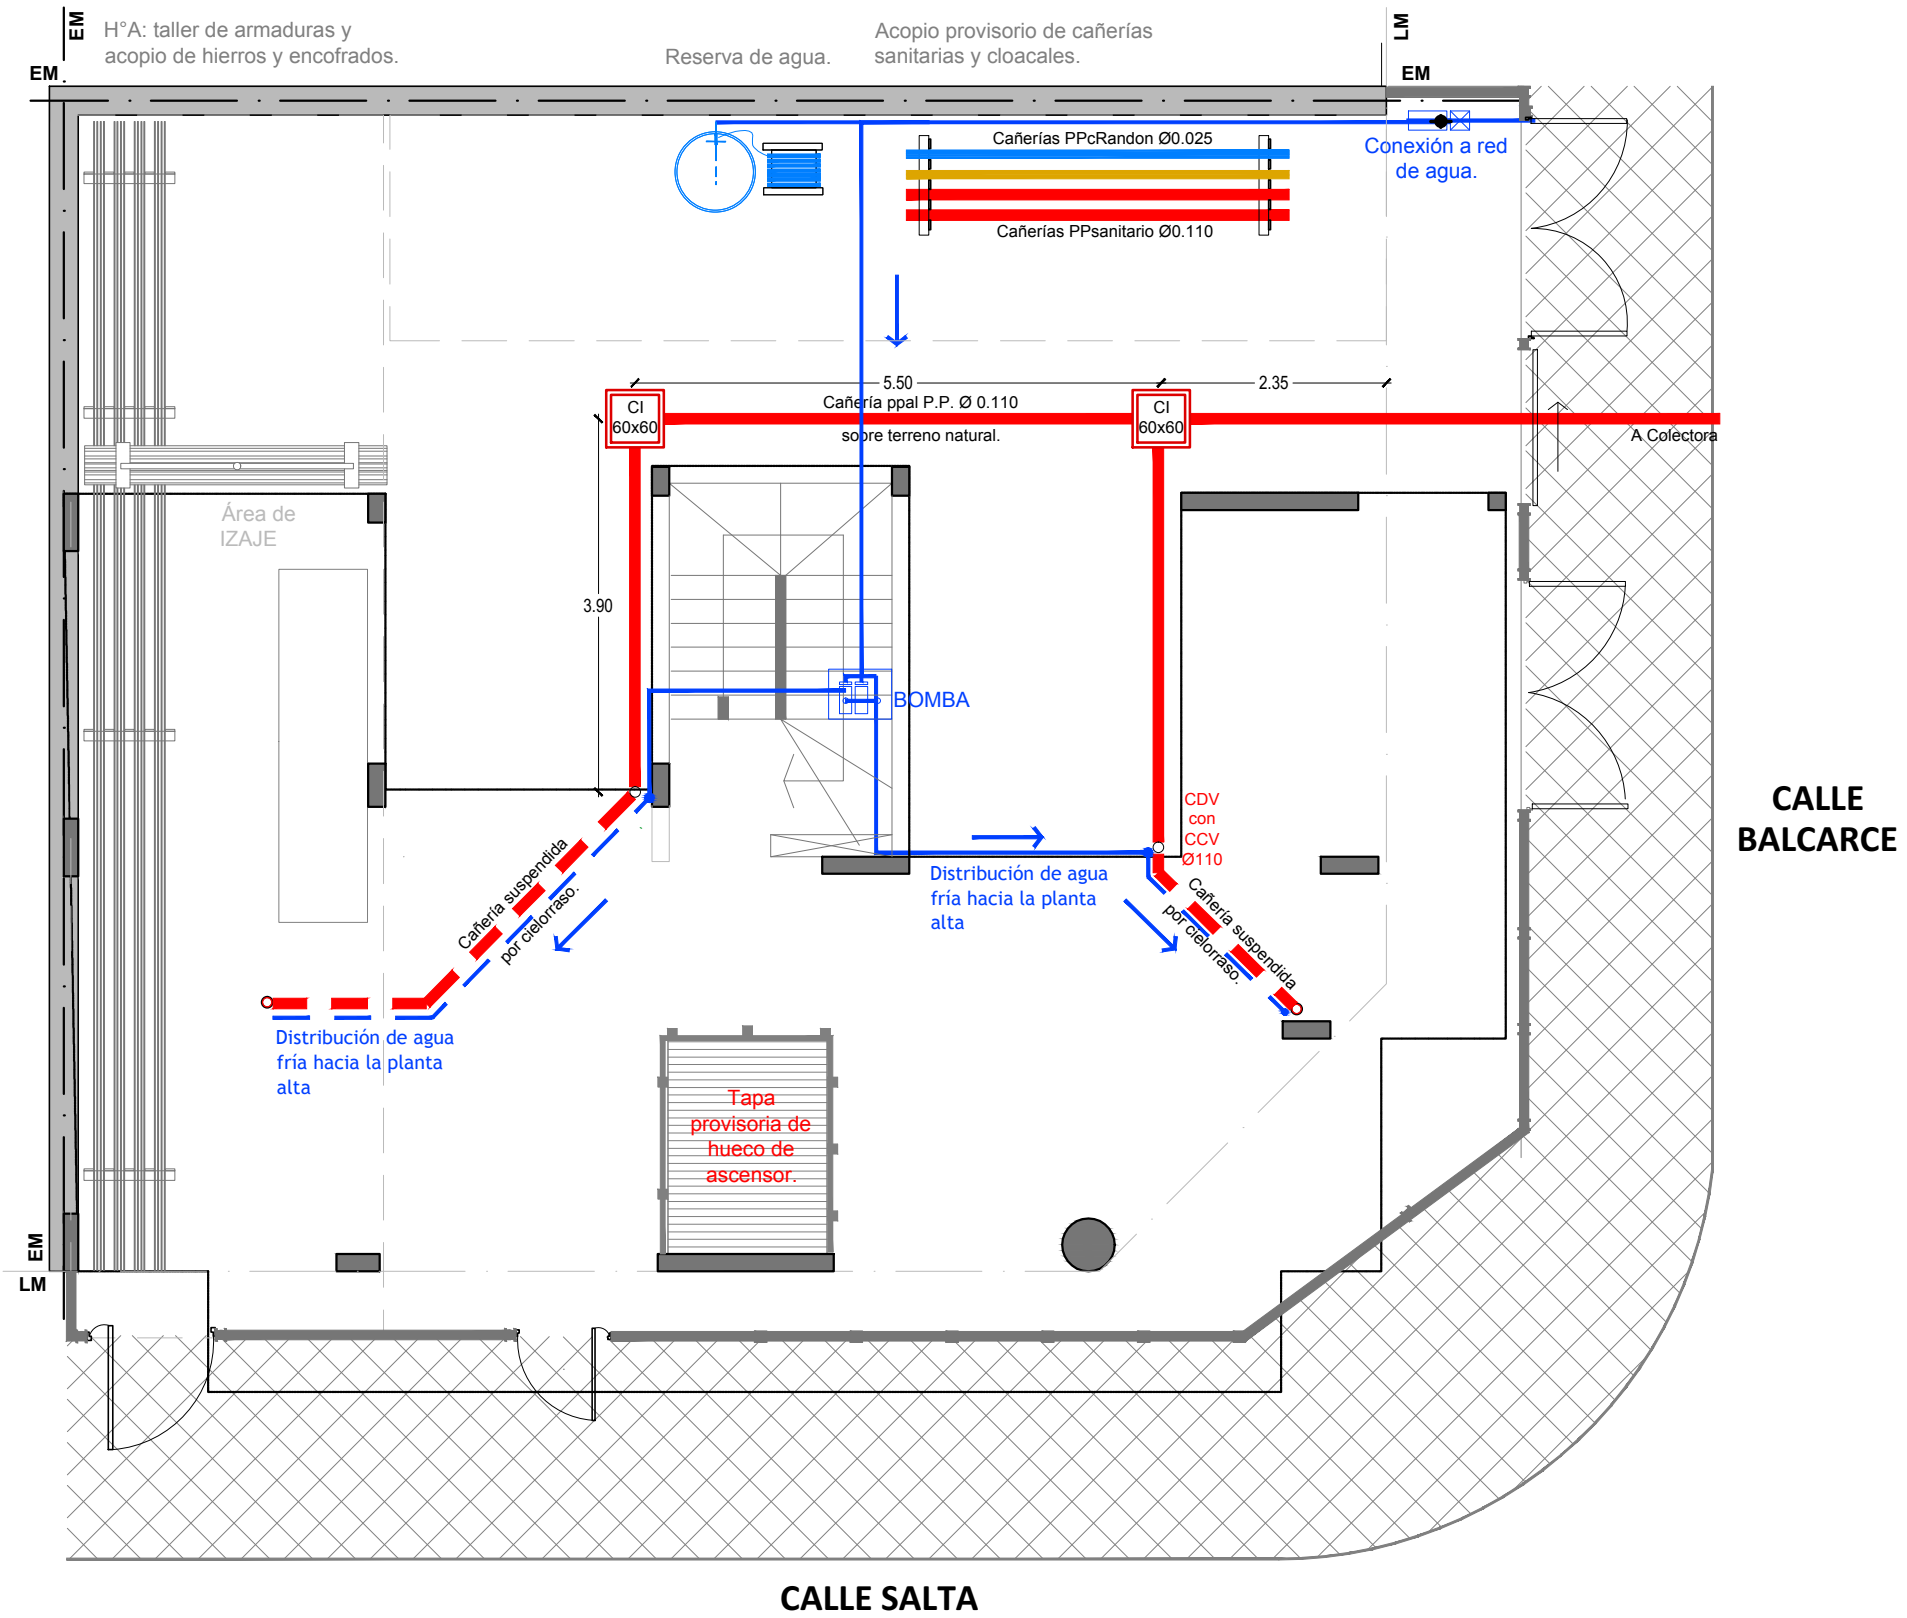 EM
H°A: taller de armaduras y
acopio de hierros y encofrados.
Reserva de agua.
Acopio provisorio de cañerías
sanitarias y cloacales.
LM
EM
EM
Cañerías PPcRandon Ø0.025
Conexión a red
de agua.
Cañerías PPsanitario Ø0.110
5.50
2.35
CI
60x60
Cañería ppal P.P. Ø 0.110
sobre terreno natural.
CI
60x60
A Colectora
Área de
IZAJE
3.90
BOMBA
CDV
con
CCV
Ø110
CALLE
BALCARCE
Cañería suspendida
por cielorraso.
Distribución de agua
fría hacia la planta
alta
Cañería suspendida
por cielorraso.
Distribución de agua
fría hacia la planta
alta
Tapa
provisoria de
hueco de
ascensor.
EM
LM
CALLE SALTA